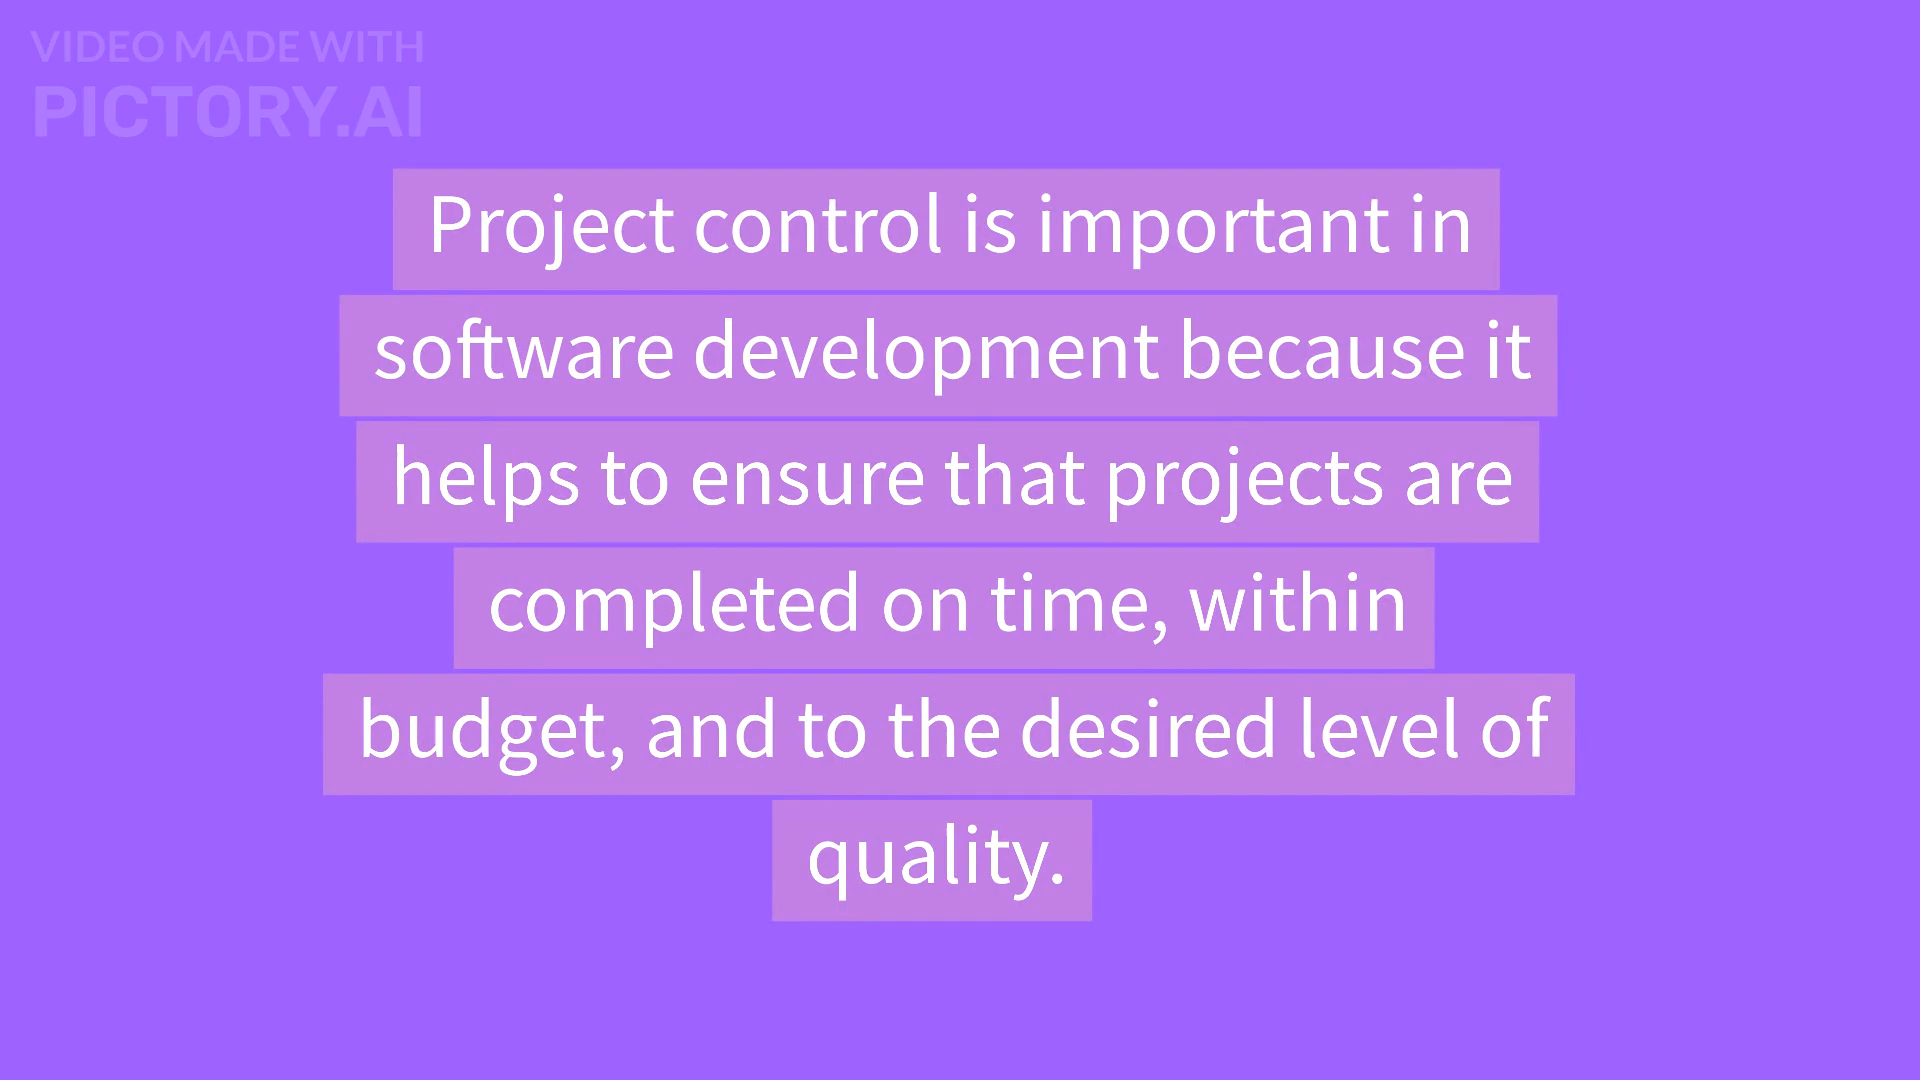 VIDEO MADE WITH
PICTORY.AI
Project control is important in
software development because it
helps to ensure that projects are
completed on time, within
budget, and to the desired level of
quality.